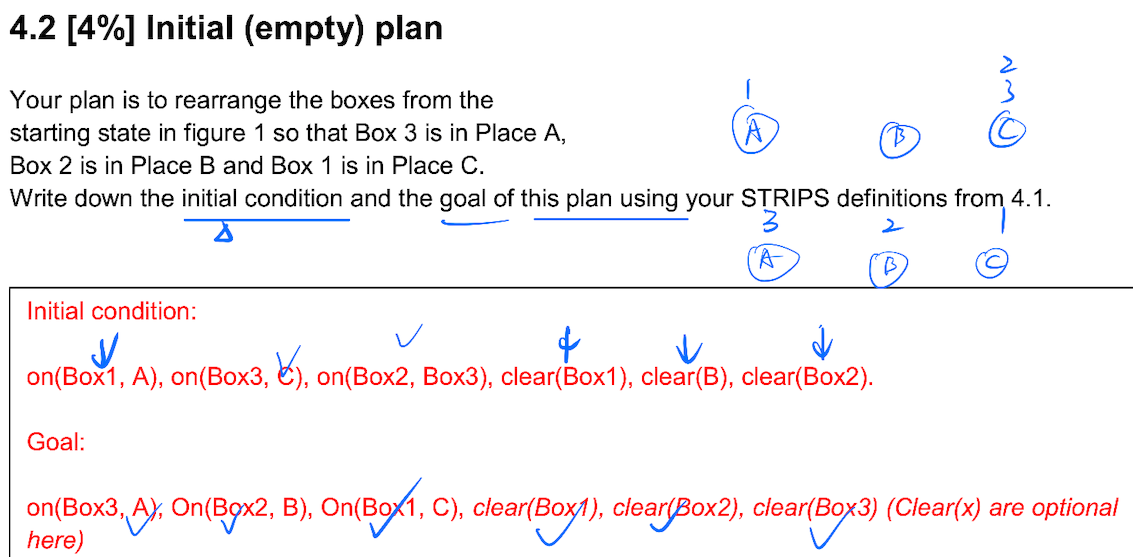 4.2 [4%] Initial (empty) plan
Your plan is to rearrange the boxes from the
starting state in figure 1 so that Box 3 is in Place A,
Box 2 is in Place B and Box 1 is in Place C.
1
A
B
2
3
C
Write down the initial condition and the goal of this plan using your STRIPS definitions from 4.1.
3 2 1
A B C
Initial condition:
on(Box1, A), on(Box3, C), on(Box2, Box3), clear(Box1), clear(B), clear(Box2).
Goal:
on(Box3, A), On(Box2, B), On(Box1, C), clear(Box1), clear(Box2), clear(Box3) (Clear(x) are optional
here)